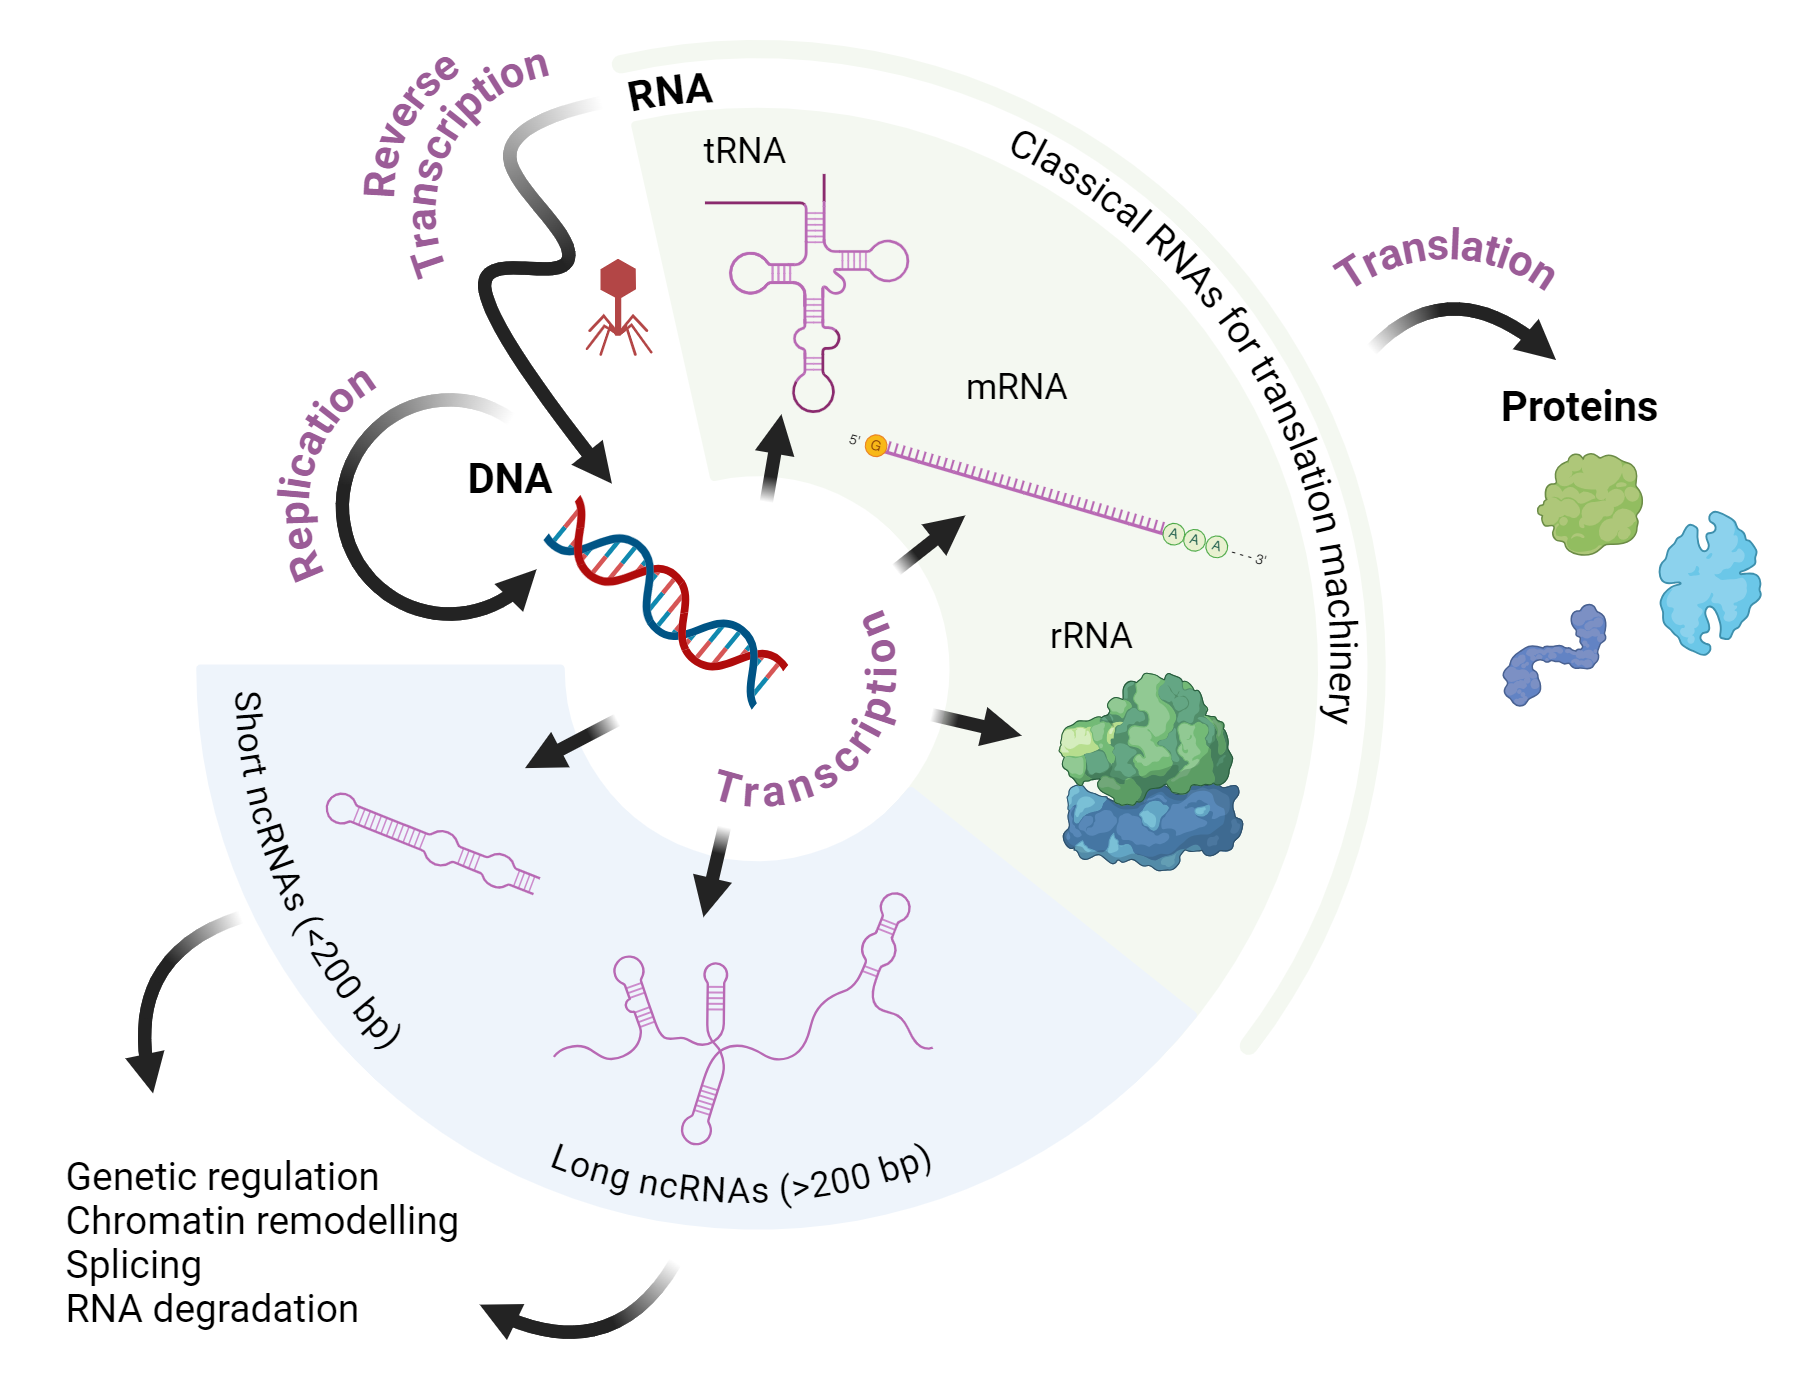 Reverse
Transcription
RNA
tRNA
Classical RNAs for translation machinery
Translation
Proteins
mRNA
5'
G
A
A
A
3'
Replication
DNA
rRNA
Transcription
Short ncRNAs (<200 bp)
Long ncRNAs (>200 bp)
Genetic regulation
Chromatin remodelling
Splicing
RNA degradation